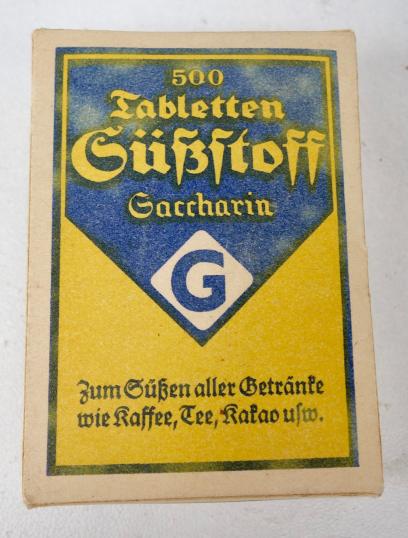 500
Tabletten
Süßstoff
Saccharin
G
Zum Süßen aller Getränke
wie Kaffee, Tee, Kakao usw.